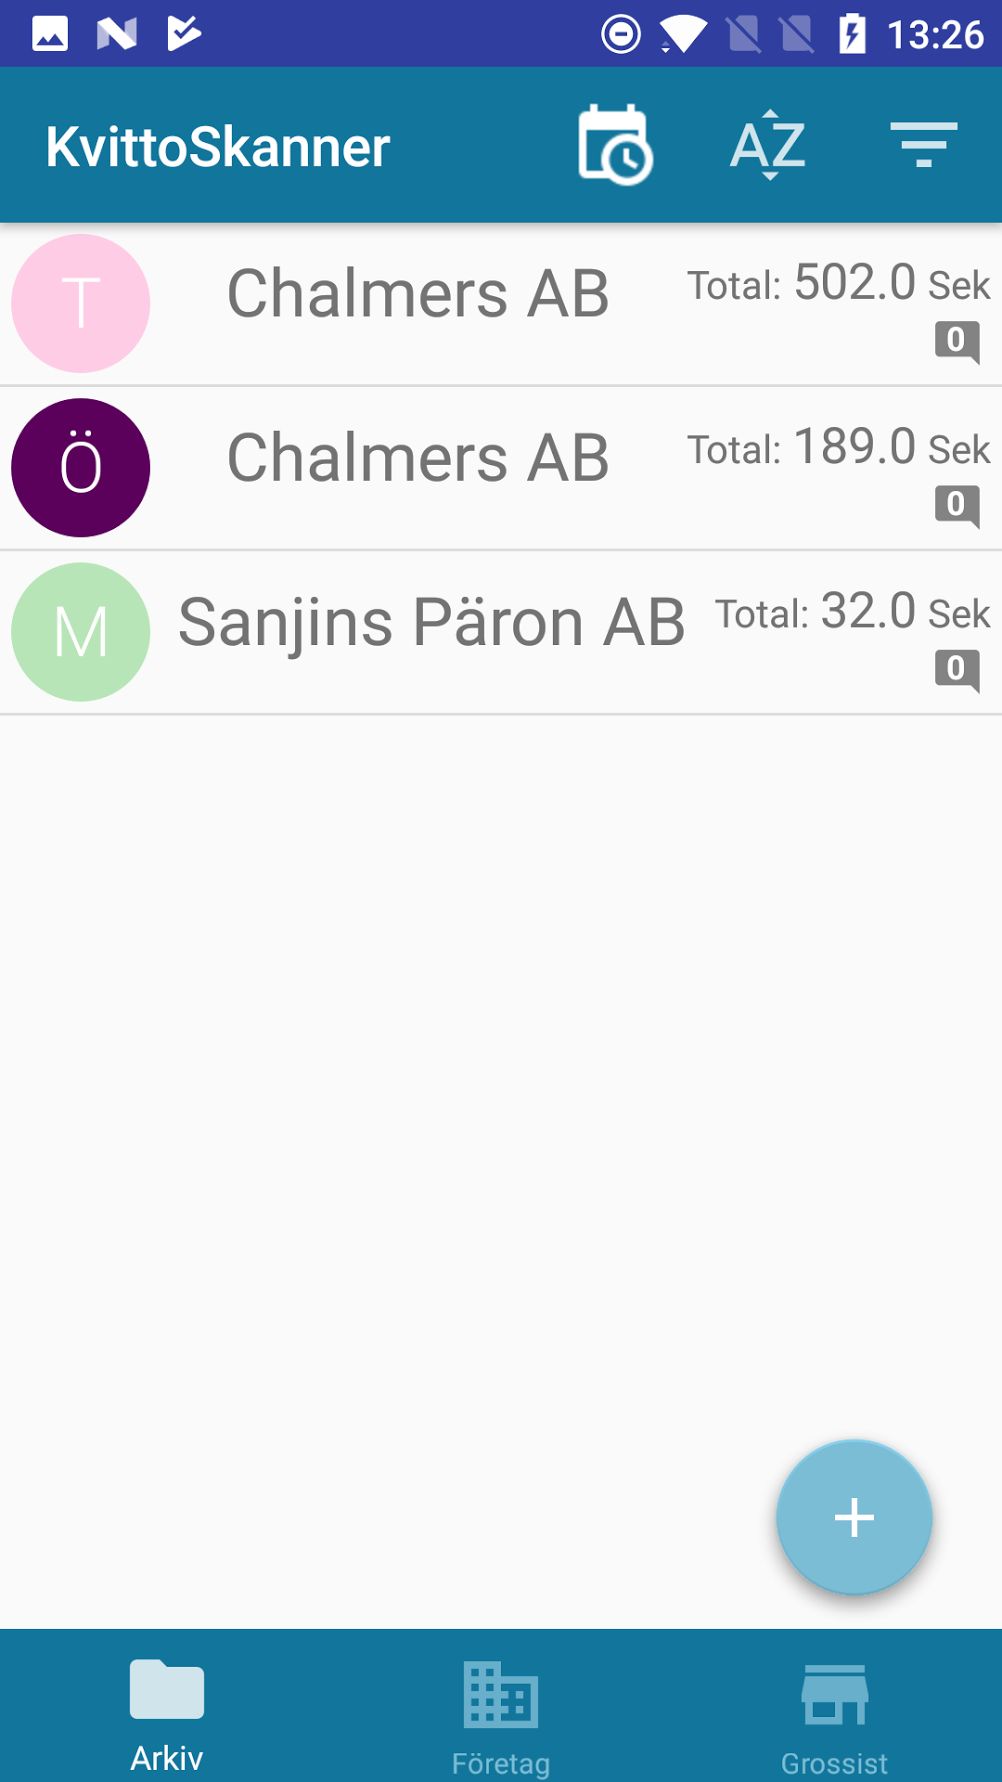 13:26
KvittoSkanner
AZ
T Chalmers AB Total: 502.0 Sek
0
Ö Chalmers AB Total: 189.0 Sek
0
M Sanjins Päron AB Total: 32.0 Sek
0
+
Arkiv Företag Grossist